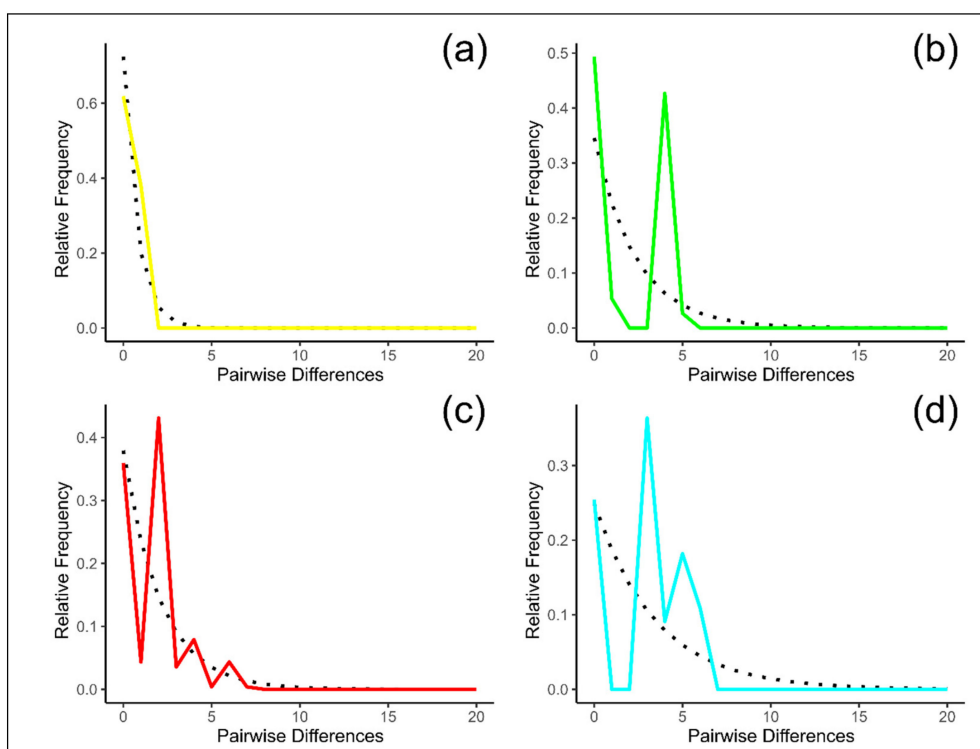 (a)
Relative Frequency
0.6
0.4
0.2
0.0
0 5 10 15 20
Pairwise Differences
(b)
Relative Frequency
0.5
0.4
0.3
0.2
0.1
0.0
0 5 10 15 20
Pairwise Differences
(c)
Relative Frequency
0.4
0.3
0.2
0.1
0.0
0 5 10 15 20
Pairwise Differences
(d)
Relative Frequency
0.3
0.2
0.1
0.0
0 5 10 15 20
Pairwise Differences